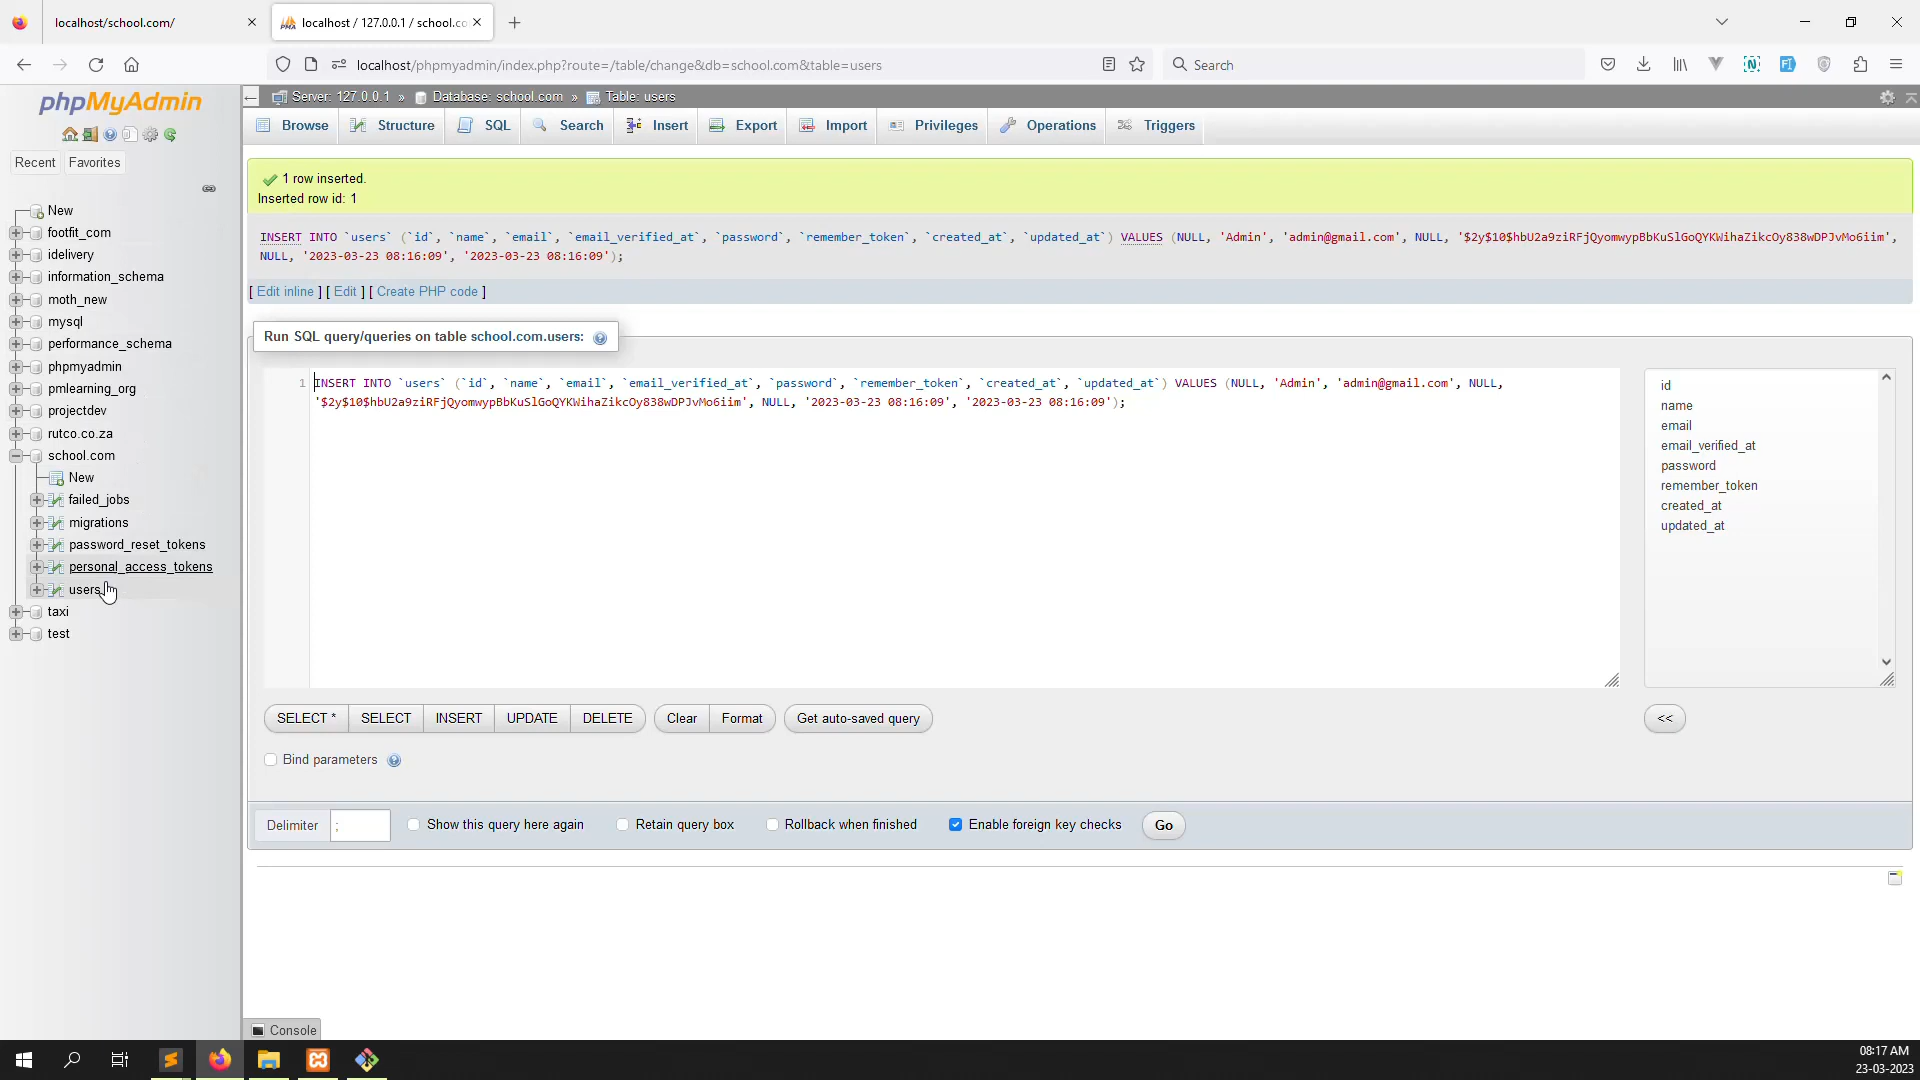 localhost/school.com/
localhost / 127.0.0.1 / school.co
localhost/phpmyadmin/index.php?route=/table/change&db=school.com&table=users
Search
phpMyAdmin
Recent
Favorites
New
footfit_com
idelivery
information_schema
moth_new
mysql
performance_schema
phpmyadmin
pmlearning_org
projectdev
rutco.co.za
school.com
New
failed_jobs
migrations
password_reset_tokens
personal_access_tokens
users
taxi
test
Server: 127.0.0.1 » Database: school.com » Table: users
Browse Structure SQL Search Insert Export Import Privileges Operations Triggers
1 row inserted.
Inserted row id: 1
INSERT INTO `users` (`id`, `name`, `email`, `email_verified_at`, `password`, `remember_token`, `created_at`, `updated_at`) VALUES (NULL, 'Admin', 'admin@gmail.com', NULL, '$2y$10$hbU2a9ziRFjQyomwypBbKuSlGoQYKWihaZikcOy838wDPJvMo6iim',
NULL, '2023-03-23 08:16:09', '2023-03-23 08:16:09');
[ Edit inline ] [ Edit ] [ Create PHP code ]
Run SQL query/queries on table school.com.users:
1
INSERT INTO `users` (`id`, `name`, `email`, `email_verified_at`, `password`, `remember_token`, `created_at`, `updated_at`) VALUES (NULL, 'Admin', 'admin@gmail.com', NULL,
'$2y$10$hbU2a9ziRFjQyomwypBbKuSlGoQYKWihaZikcOy838wDPJvMo6iim', NULL, '2023-03-23 08:16:09', '2023-03-23 08:16:09');
id
name
email
email_verified_at
password
remember_token
created_at
updated_at
SELECT * SELECT INSERT UPDATE DELETE Clear Format Get auto-saved query <<
Bind parameters
Delimiter ; Show this query here again Retain query box Rollback when finished Enable foreign key checks Go
Console
08:17 AM
23-03-2023